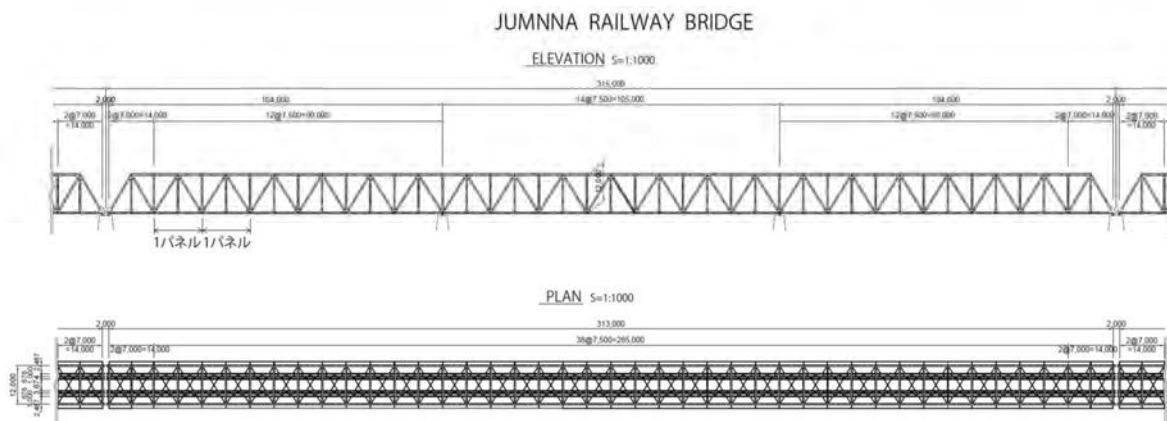 JUMNNA RAILWAY BRIDGE
ELEVATION S=1:1000
2,000 104,000 14@7,500=105,000 104,000 2,000
2@7,000 2@7,000=14,000 12@7,500=90,000 12@7,500=90,000 2@7,000=14,000
=14,000 =14,000
12,000
1パネル 1パネル
PLAN S=1:1000
2,000 313,000 2,000
2@7,000 2@7,000=14,000 38@7,500=285,000 2@7,000=14,000 2@7,000
=14,000 =14,000
12,000